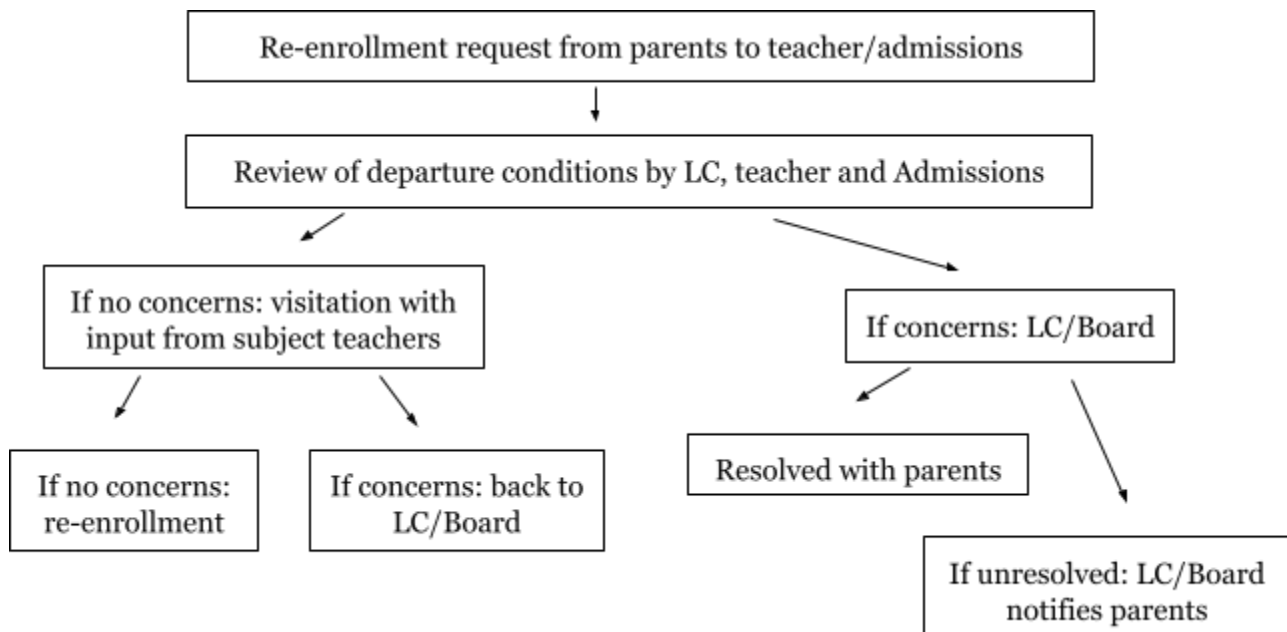 Re-enrollment request from parents to teacher/admissions
Review of departure conditions by LC, teacher and Admissions
If no concerns: visitation with
input from subject teachers
If concerns: LC/Board
If no concerns:
re-enrollment
If concerns: back to
LC/Board
Resolved with parents
If unresolved: LC/Board
notifies parents